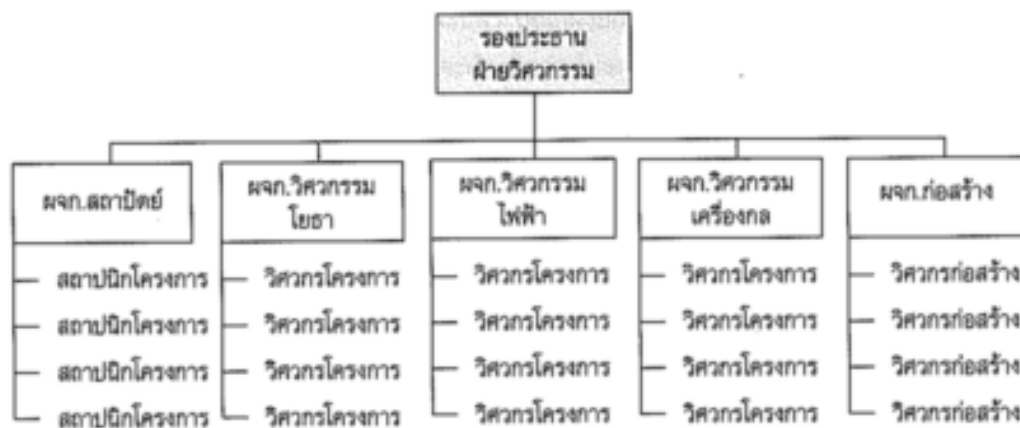 รองประธาน
ฝ่ายวิศวกรรม
ผจก.สถาปัตย์
ผจก.วิศวกรรม
โยธา
ผจก.วิศวกรรม
ไฟฟ้า
ผจก.วิศวกรรม
เครื่องกล
ผจก.ก่อสร้าง
สถาปนิกโครงการ
วิศวกรโครงการ
วิศวกรโครงการ
วิศวกรโครงการ
วิศวกรก่อสร้าง
สถาปนิกโครงการ
วิศวกรโครงการ
วิศวกรโครงการ
วิศวกรโครงการ
วิศวกรก่อสร้าง
สถาปนิกโครงการ
วิศวกรโครงการ
วิศวกรโครงการ
วิศวกรโครงการ
วิศวกรก่อสร้าง
สถาปนิกโครงการ
วิศวกรโครงการ
วิศวกรโครงการ
วิศวกรโครงการ
วิศวกรก่อสร้าง